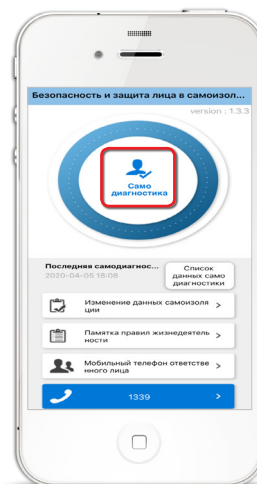 Безопасность и защита лица в самоизол...
version : 1.3.3
Само
диагностика
Последняя самодиагнос...
2020-04-05 18:08
Список
данных само
диагностики
Изменение данных самоизоля
ции
Памятка правил жизнедеятель
ности
Мобильный телефон ответстве
нного лица
1339